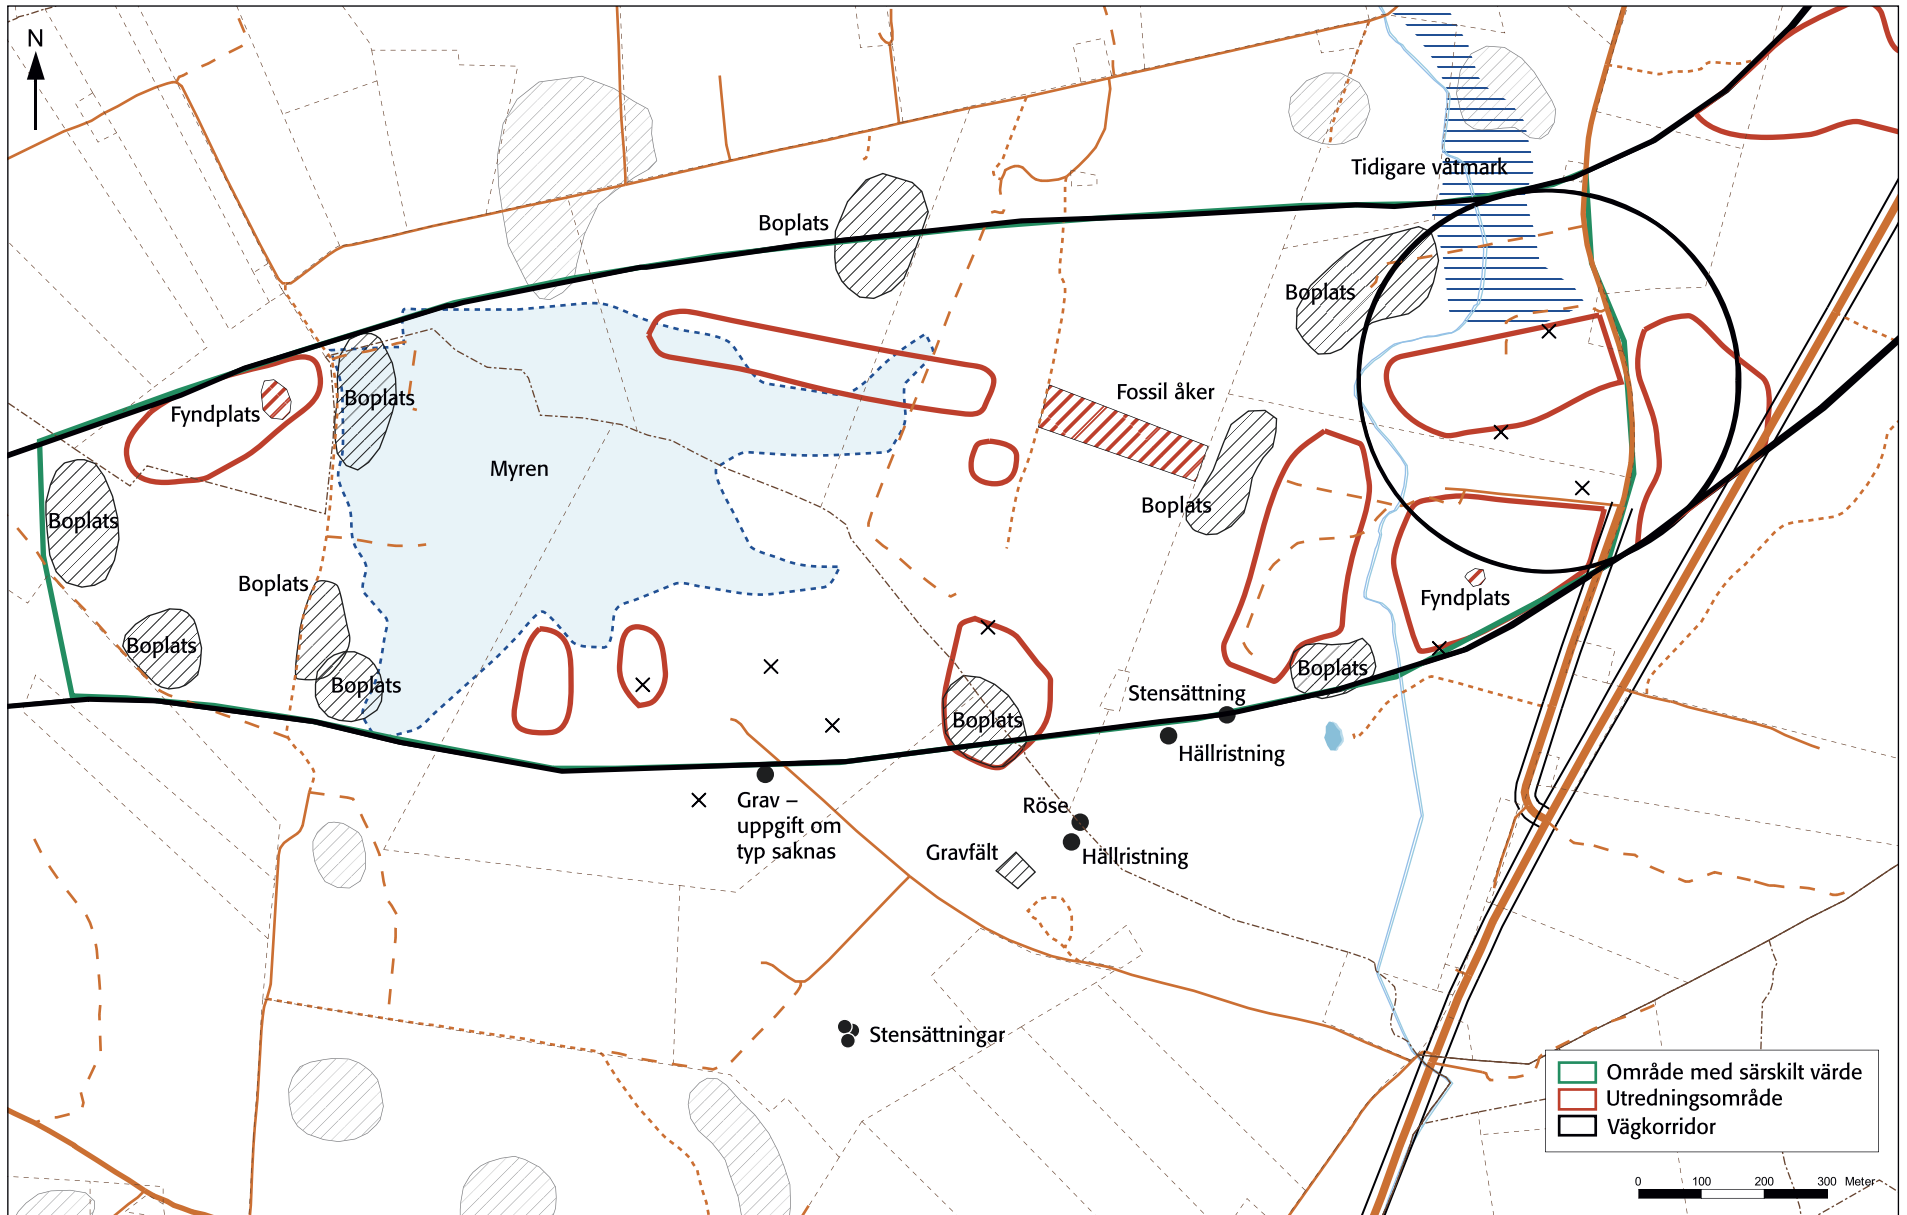 N
Tidigare våtmark
Boplats
Boplats
Fossil åker
Boplats
Fyndplats
Myren
Boplats
Boplats
Boplats
Fyndplats
Boplats
Boplats
Boplats
Stensättning
Boplats
Hällristning
Grav –
uppgift om
typ saknas
Röse
Gravfält
Hällristning
Stensättningar
Område med särskilt värde
Utredningsområde
Vägkorridor
0 100 200 300 Meter